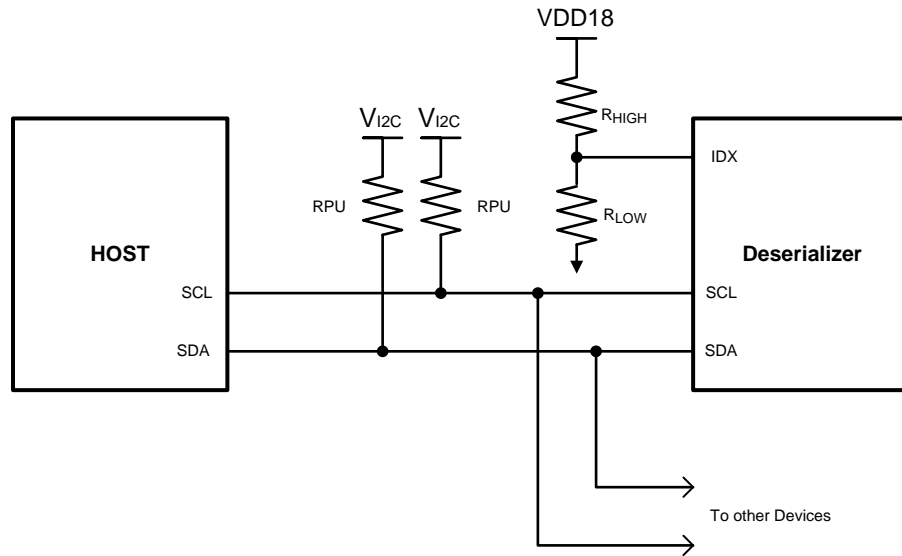 VDD18
RHIGH
VI2C VI2C
IDX
RPU RPU
RLOW
HOST
Deserializer
SCL SCL
SDA SDA
To other Devices